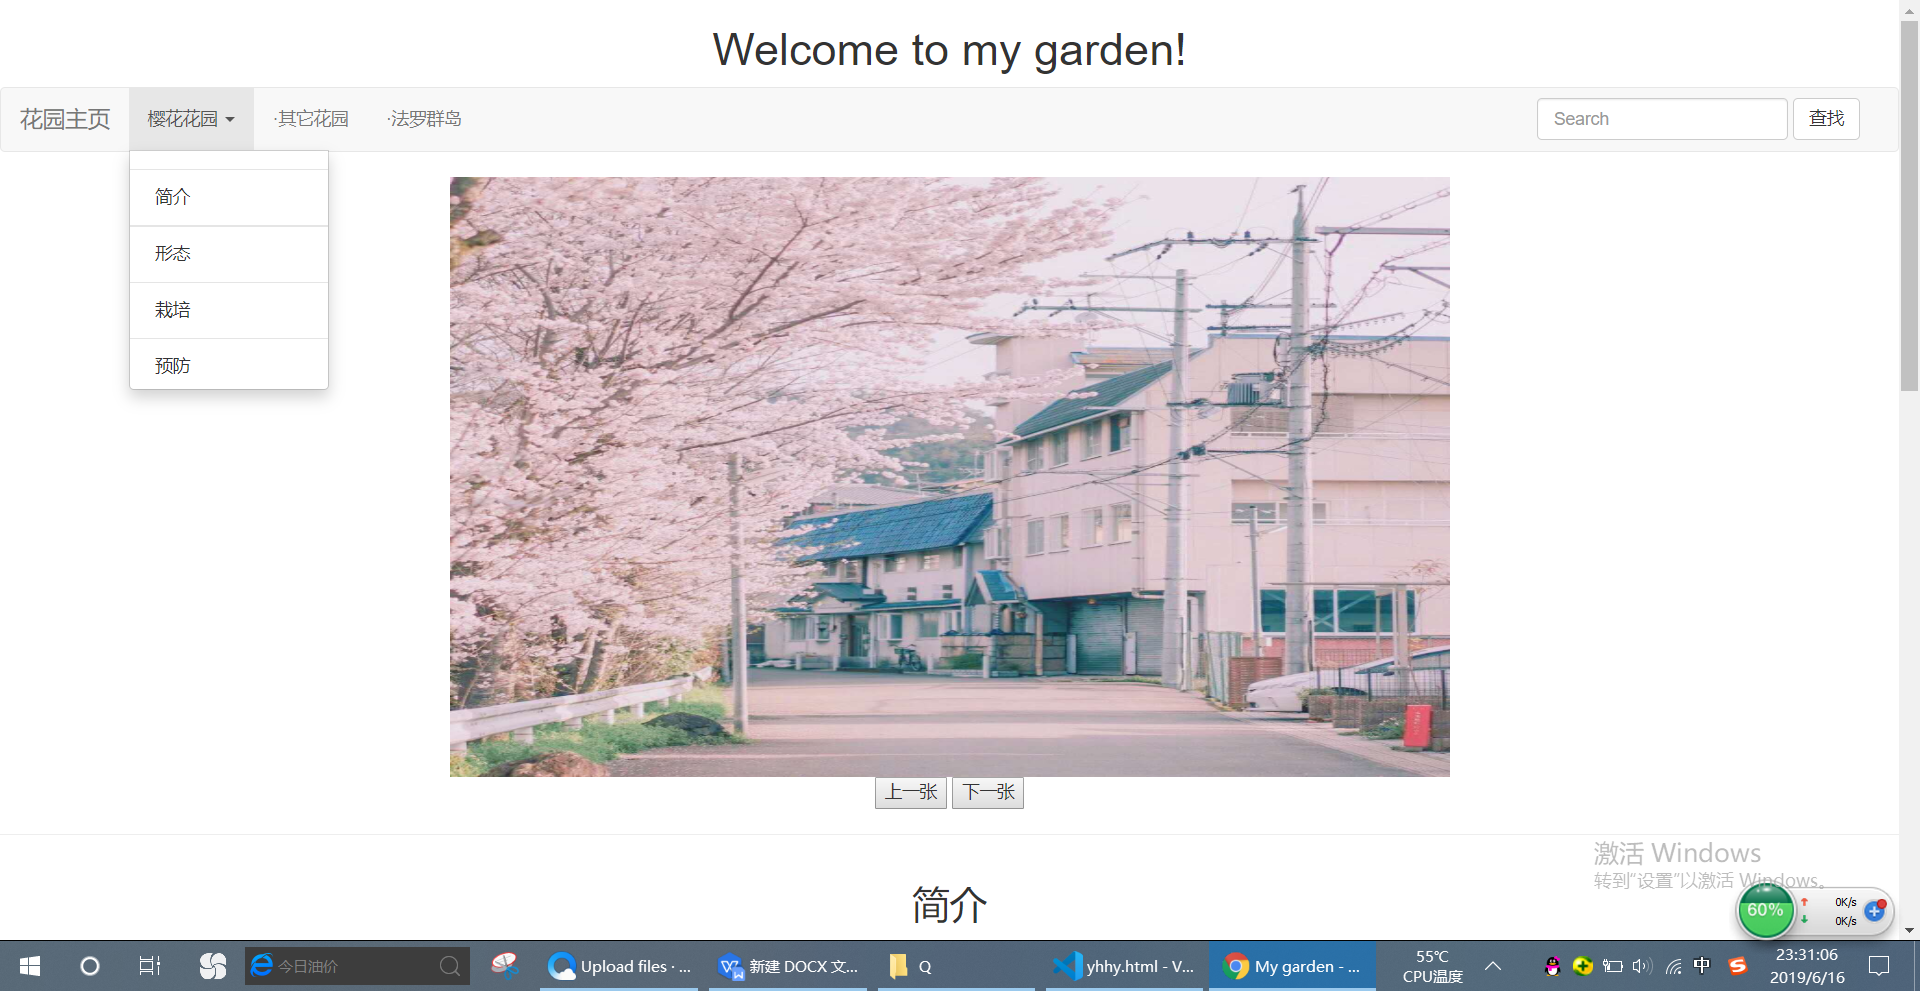 Welcome to my garden!
花园主页
樱花花园
·其它花园
·法罗群岛
Search
查找
简介
形态
栽培
预防
上一张
下一张
简介
激活 Windows
转到“设置”以激活 Windows。
60%
0K/s
0K/s
今日油价
Upload files · ...
新建 DOCX 文...
Q
yhhy.html - V...
My garden - ...
55℃
CPU温度
中
23:31:06
2019/6/16